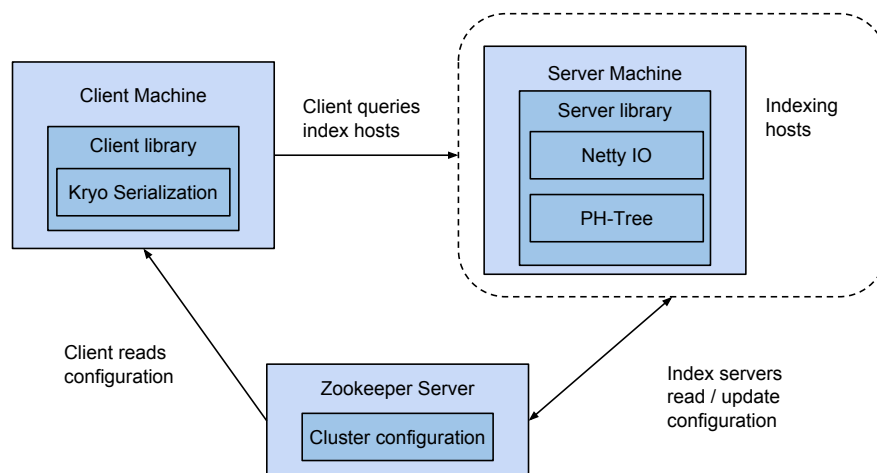 Client Machine
Client library
Kryo Serialization
Client queries
index hosts
Server Machine
Server library
Netty IO
PH-Tree
Indexing
hosts
Client reads
configuration
Zookeeper Server
Cluster configuration
Index servers
read / update
configuration